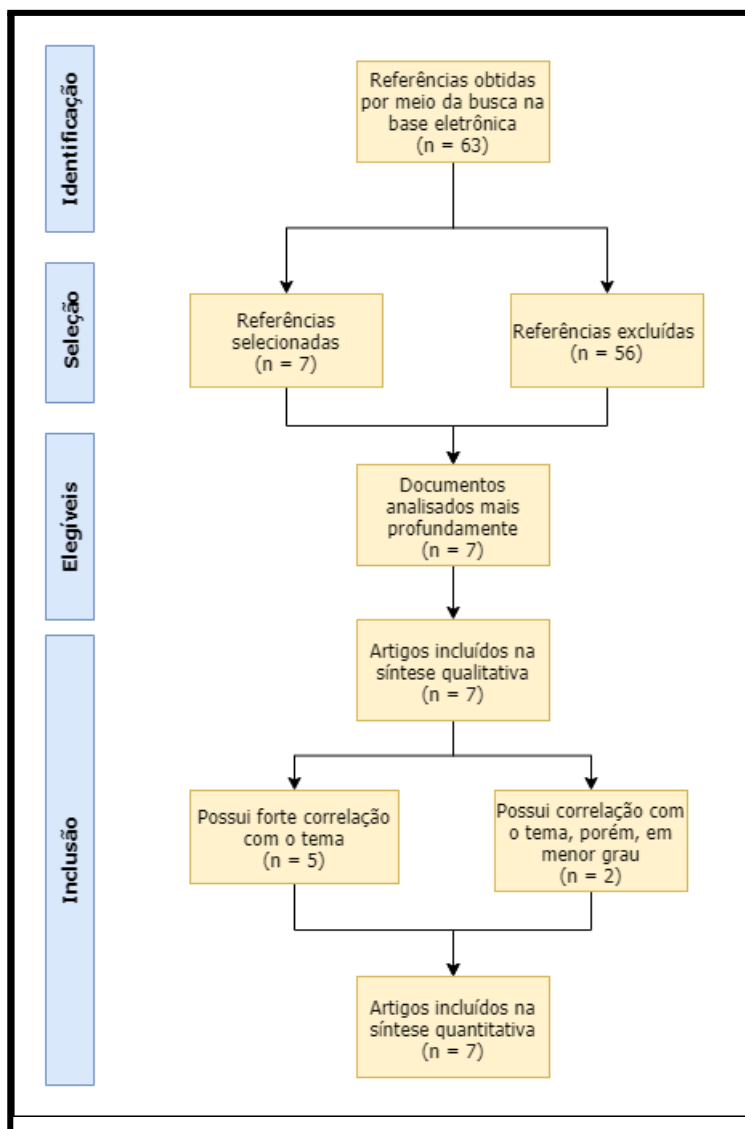 Identificação
Referências obtidas
por meio da busca na
base eletrônica
(n = 63)
Seleção
Referências
selecionadas
(n = 7)
Referências excluídas
(n = 56)
Elegíveis
Documentos
analisados mais
profundamente
(n = 7)
Inclusão
Artigos incluídos na
síntese qualitativa
(n = 7)
Possui forte correlação
com o tema
(n = 5)
Possui correlação com
o tema, porém, em
menor grau
(n = 2)
Artigos incluídos na
síntese quantitativa
(n = 7)